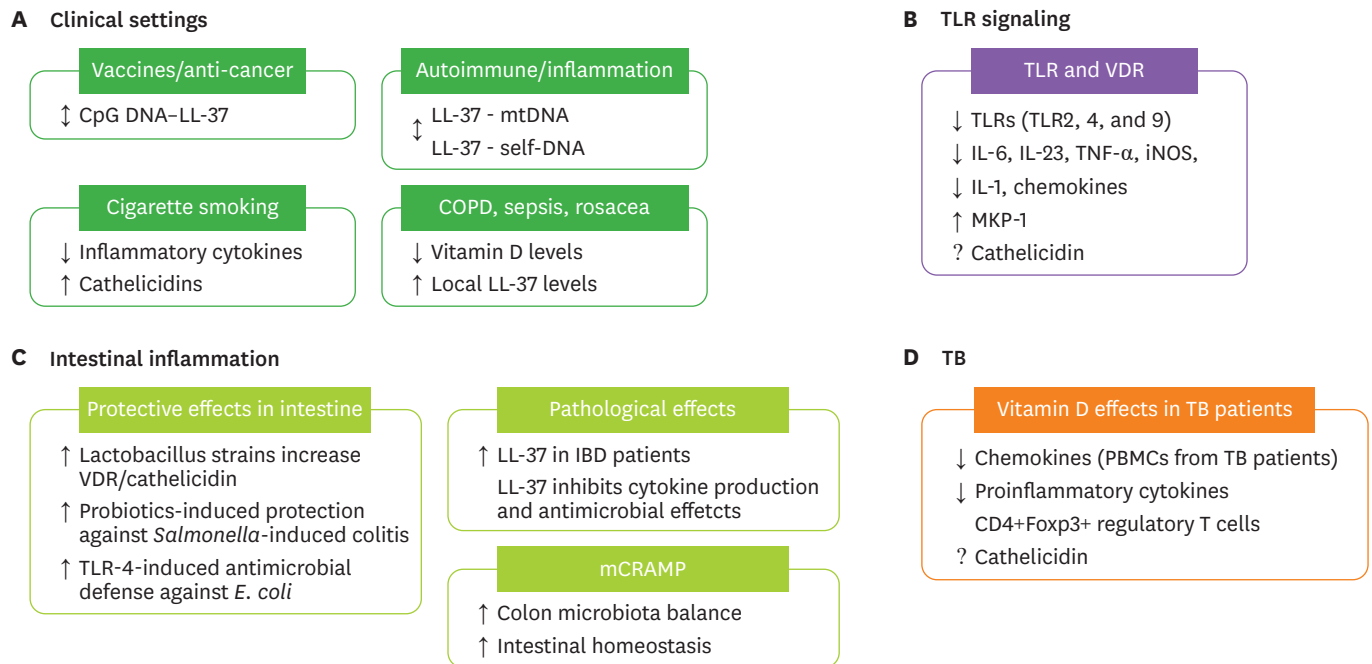 A Clinical settings
Vaccines/anti-cancer
↕ CpG DNA–LL-37
Autoimmune/inflammation
↕ LL-37 - mtDNA
LL-37 - self-DNA
Cigarette smoking
↓ Inflammatory cytokines
↑ Cathelicidins
COPD, sepsis, rosacea
↓ Vitamin D levels
↑ Local LL-37 levels
B TLR signaling
TLR and VDR
↓ TLRs (TLR2, 4, and 9)
↓ IL-6, IL-23, TNF-α, iNOS,
↓ IL-1, chemokines
↑ MKP-1
? Cathelicidin
C Intestinal inflammation
Protective effects in intestine
↑ Lactobacillus strains increase
VDR/cathelicidin
↑ Probiotics-induced protection
against Salmonella-induced colitis
↑ TLR-4-induced antimicrobial
defense against E. coli
Pathological effects
↑ LL-37 in IBD patients
LL-37 inhibits cytokine production
and antimicrobial effetcts
mCRAMP
↑ Colon microbiota balance
↑ Intestinal homeostasis
D TB
Vitamin D effects in TB patients
↓ Chemokines (PBMCs from TB patients)
↓ Proinflammatory cytokines
CD4+Foxp3+ regulatory T cells
? Cathelicidin